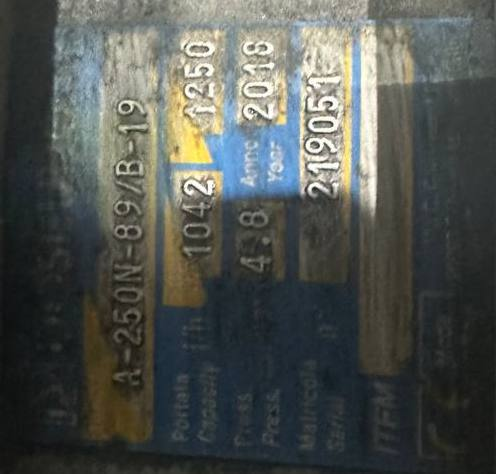 A-250N-89/B-19
Portata
Capacity l/h 1042 1250
Press.
Press. 4.8 Anno
Year 2018
Matricola
Serial n° 219051
ITEM